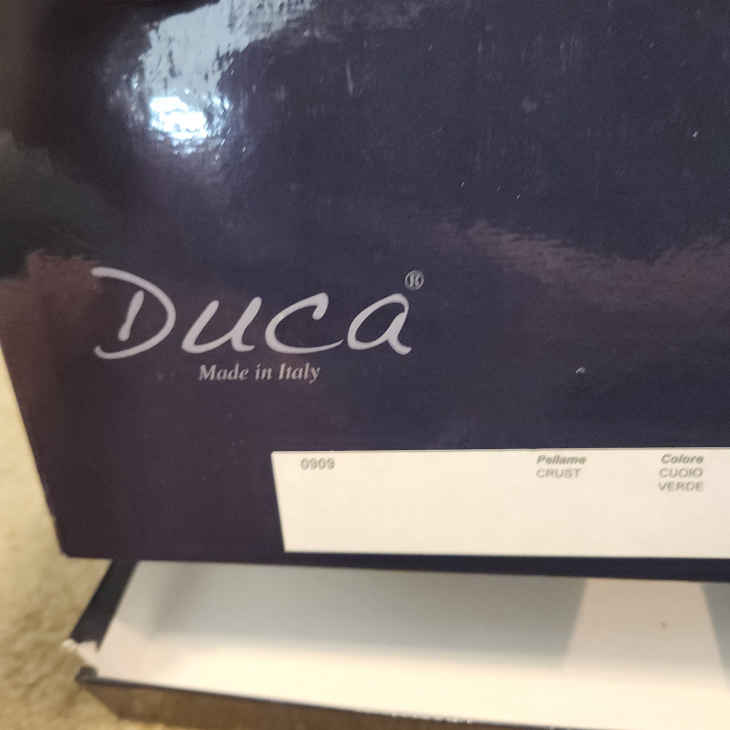 Duca®
Made in Italy
0909 Pellame Colore
CRUST CUOIO
VERDE